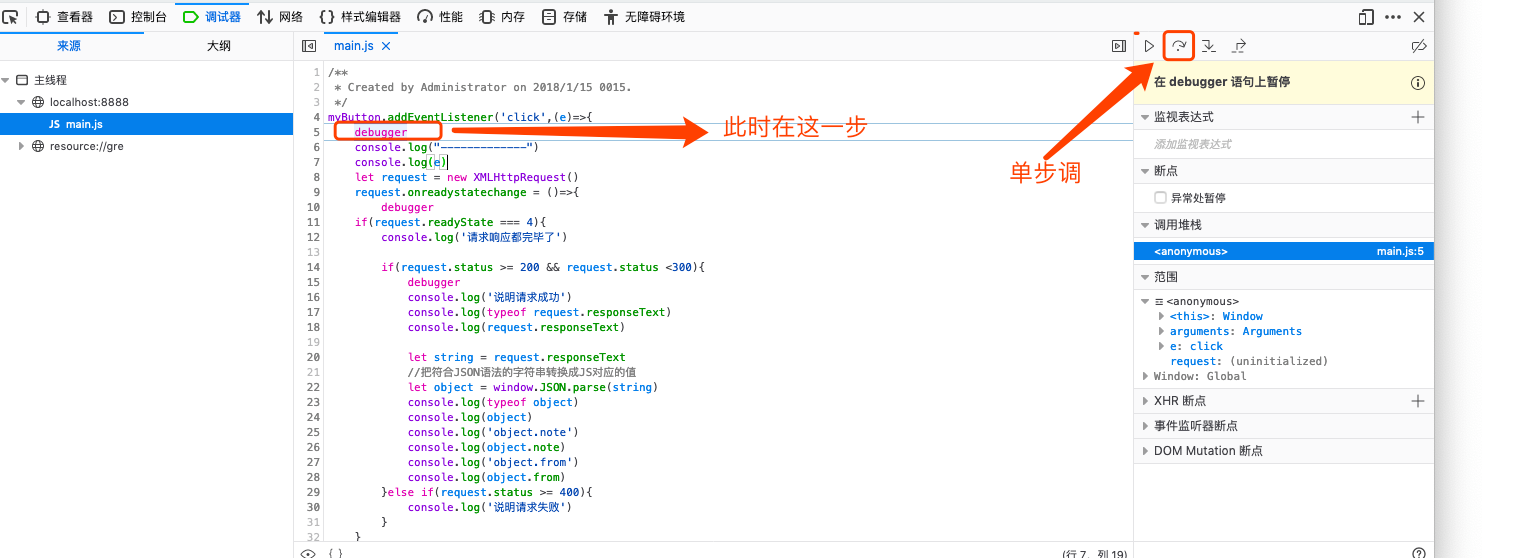 查看器 控制台 调试器 网络 {} 样式编辑器 性能 内存 存储 无障碍环境
来源 大纲 main.js
主线程
localhost:8888
JS main.js
resource://gre
1 /**
2  * Created by Administrator on 2018/1/15 0015.
3  */
4 myButton.addEventListener('click',(e)=>{
5     debugger
6     console.log("-------------")
7     console.log(e)
8     let request = new XMLHttpRequest()
9     request.onreadystatechange = ()=>{
10         debugger
11     if(request.readyState === 4){
12         console.log('请求响应都完毕了')
13
14         if(request.status >= 200 && request.status <300){
15             debugger
16             console.log('说明请求成功')
17             console.log(typeof request.responseText)
18             console.log(request.responseText)
19
20             let string = request.responseText
21             //把符合JSON语法的字符串转换成JS对应的值
22             let object = window.JSON.parse(string)
23             console.log(typeof object)
24             console.log(object)
25             console.log('object.note')
26             console.log(object.note)
27             console.log('object.from')
28             console.log(object.from)
29         }else if(request.status >= 400){
30             console.log('说明请求失败')
31         }
32     }
{ } (行 7，列 19)
此时在这一步
单步调
在 debugger 语句上暂停
监视表达式
添加监视表达式
断点
异常处暂停
调用堆栈
<anonymous> main.js:5
范围
<anonymous>
<this>: Window
arguments: Arguments
e: click
request: (uninitialized)
Window: Global
XHR 断点
事件监听器断点
DOM Mutation 断点